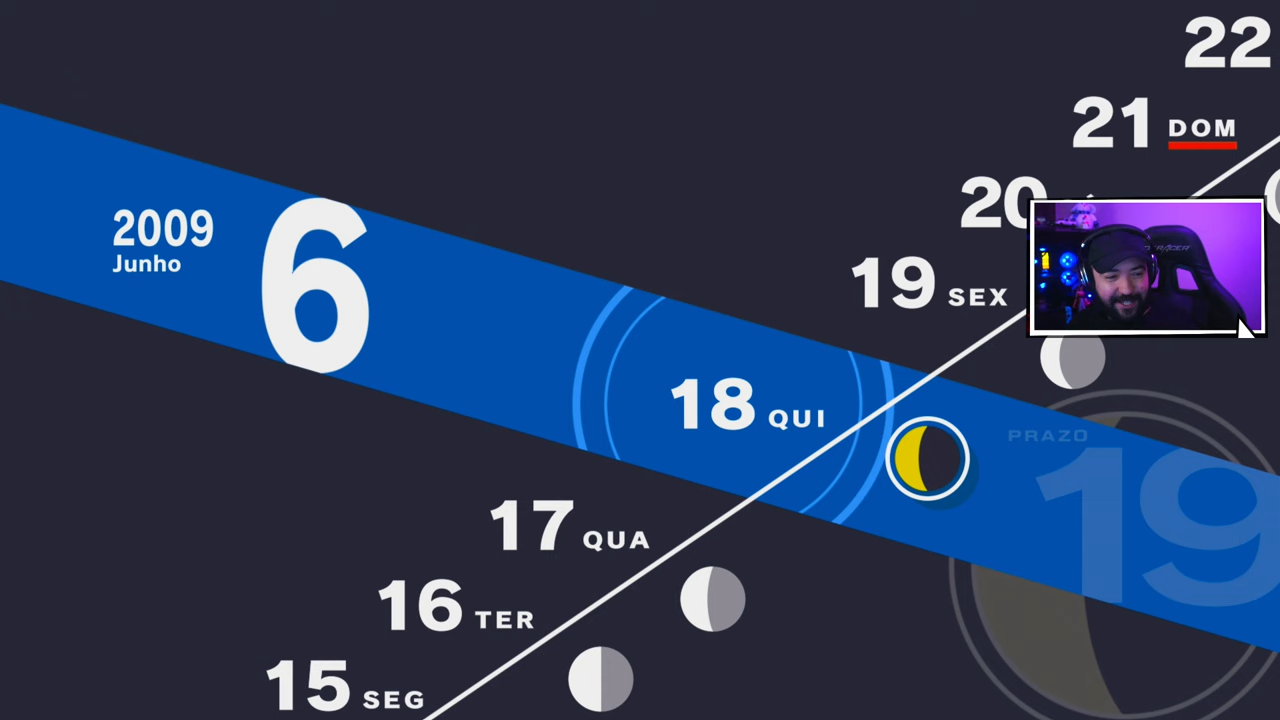 22
21 DOM
20
19 SEX
2009
Junho
6
18 QUI
PRAZO
19
17 QUA
16 TER
15 SEG